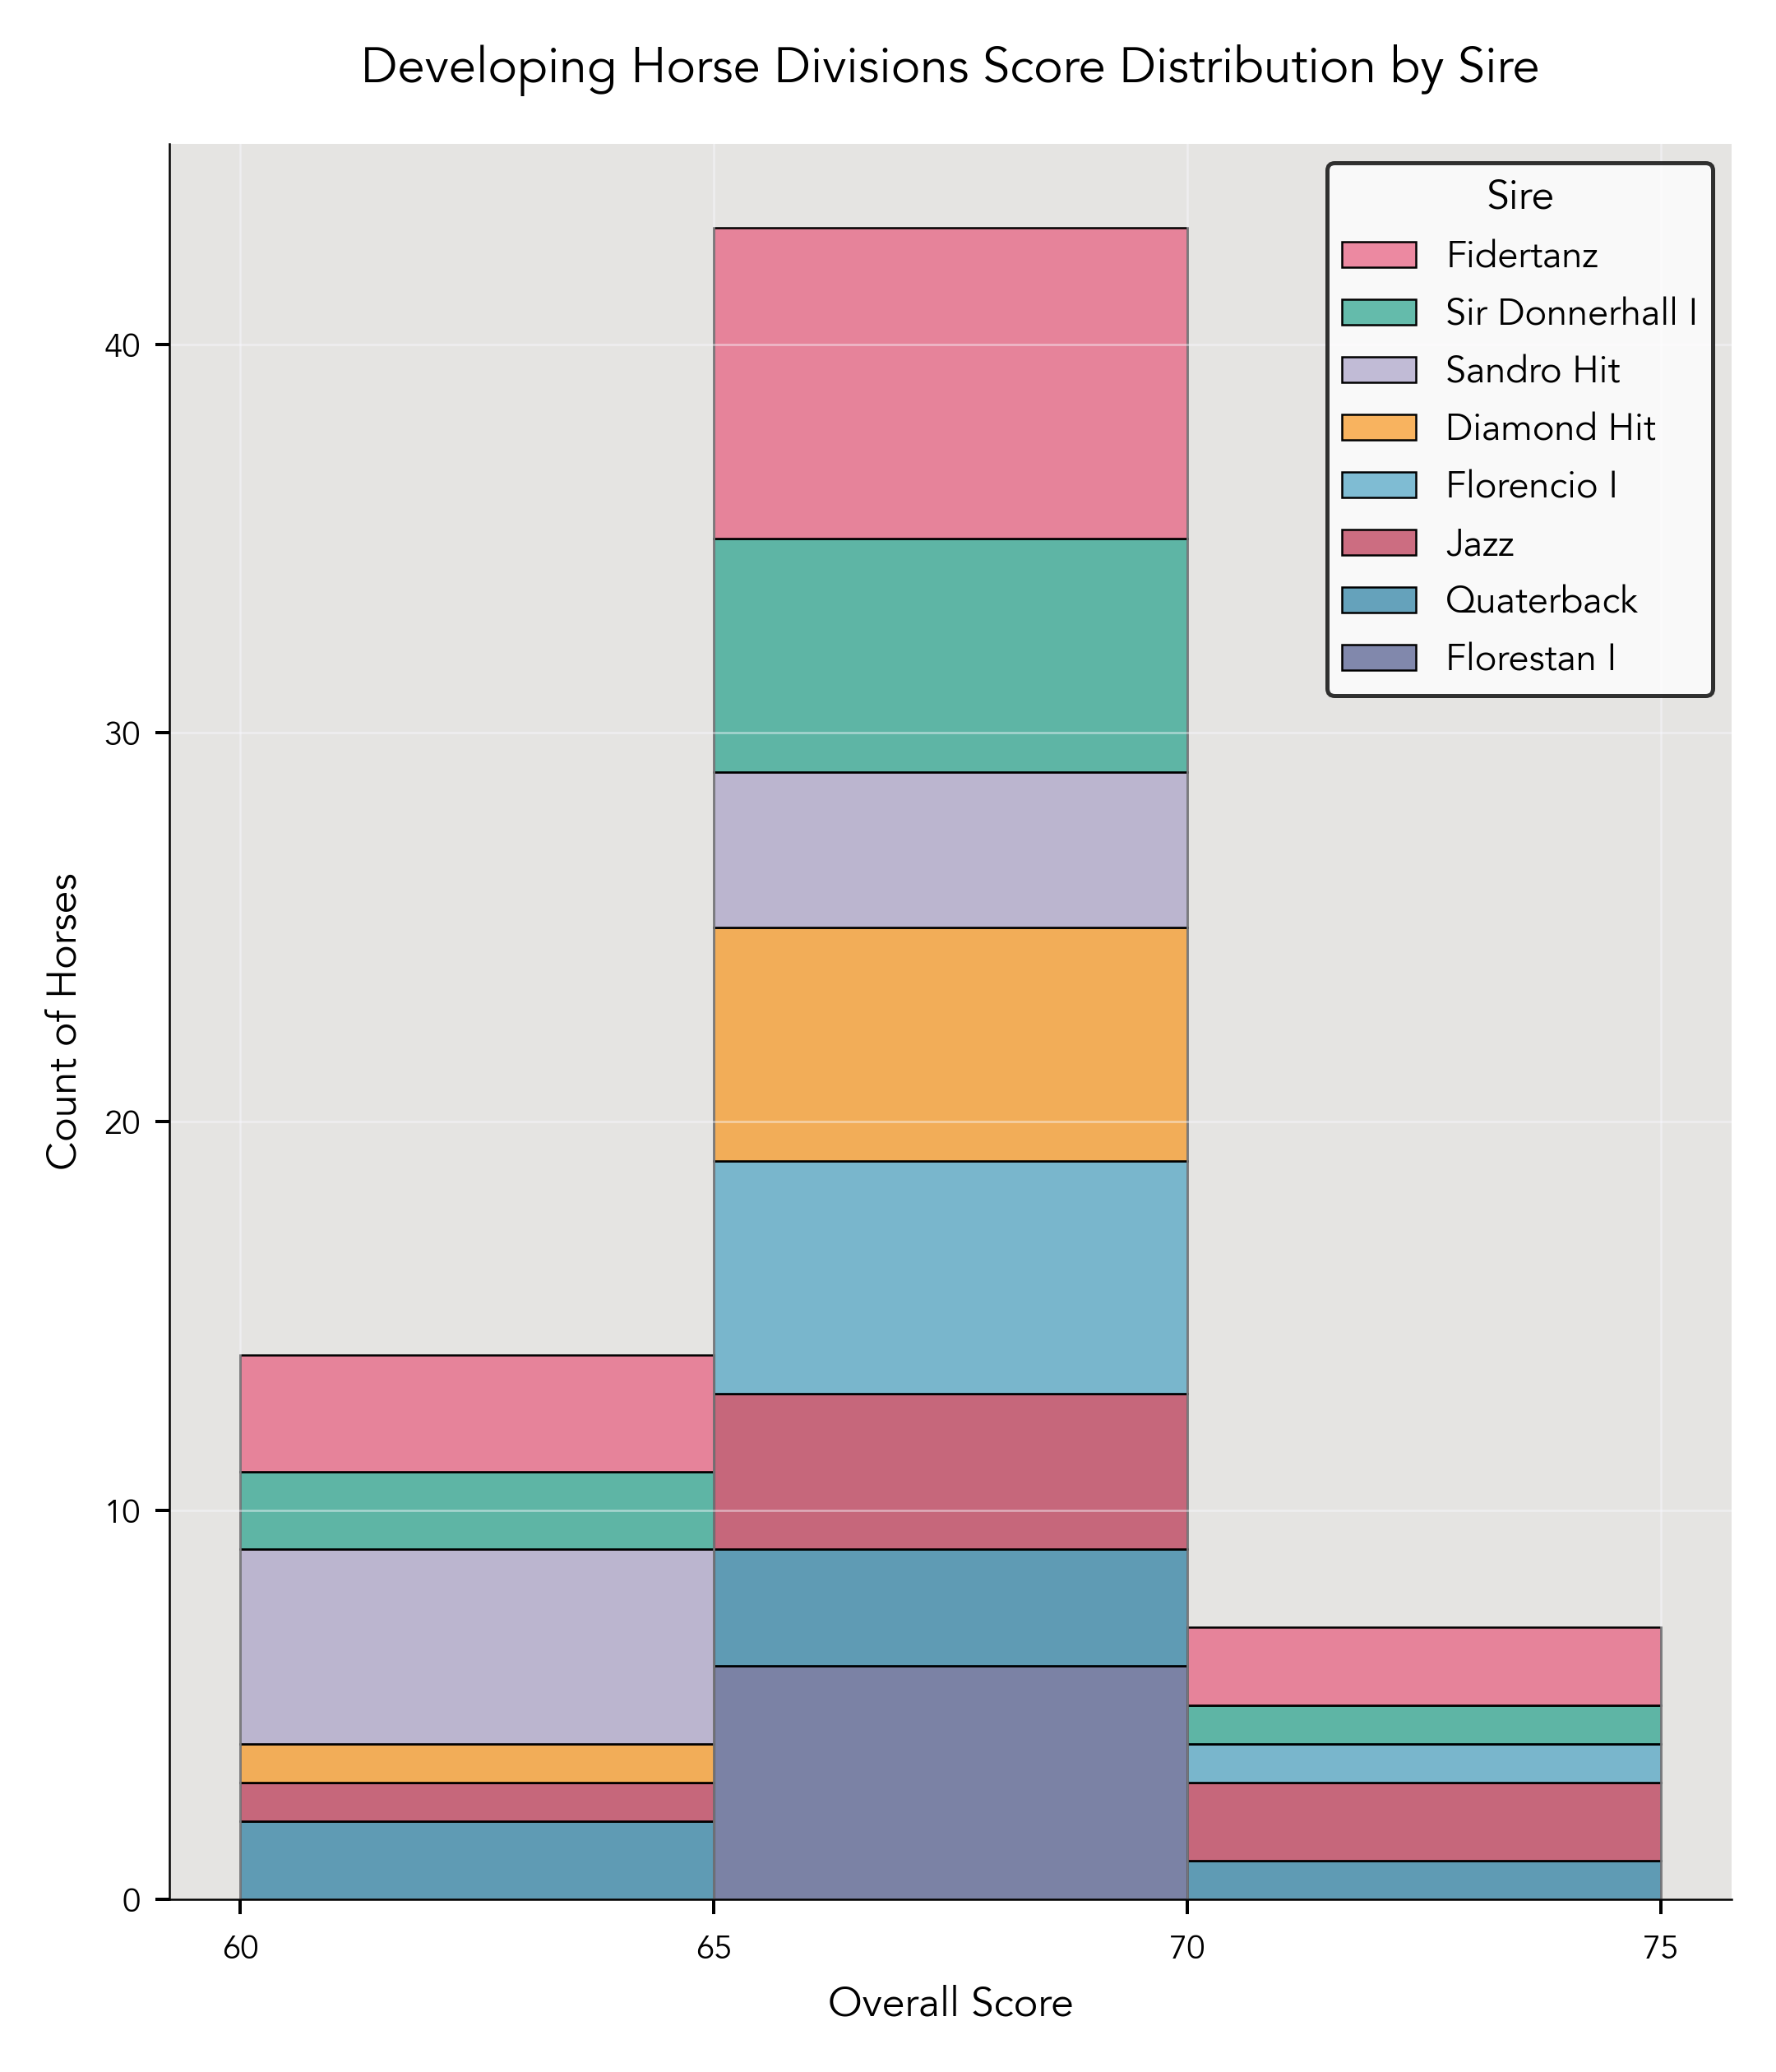 Developing Horse Divisions Score Distribution by Sire
Sire
Fidertanz
Sir Donnerhall I
Sandro Hit
Diamond Hit
Florencio I
Jazz
Quaterback
Florestan I
Count of Horses
40
30
20
10
0
60 65 70 75
Overall Score